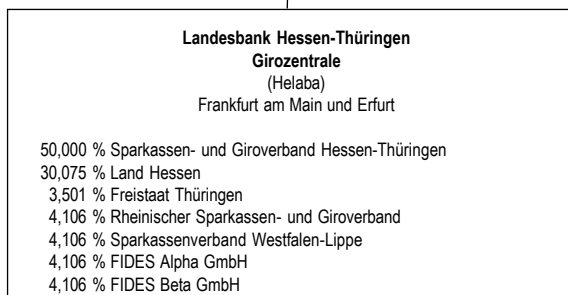 Landesbank Hessen-Thüringen
Girozentrale
(Helaba)
Frankfurt am Main und Erfurt
50,000 % Sparkassen- und Giroverband Hessen-Thüringen
30,075 % Land Hessen
3,501 % Freistaat Thüringen
4,106 % Rheinischer Sparkassen- und Giroverband
4,106 % Sparkassenverband Westfalen-Lippe
4,106 % FIDES Alpha GmbH
4,106 % FIDES Beta GmbH